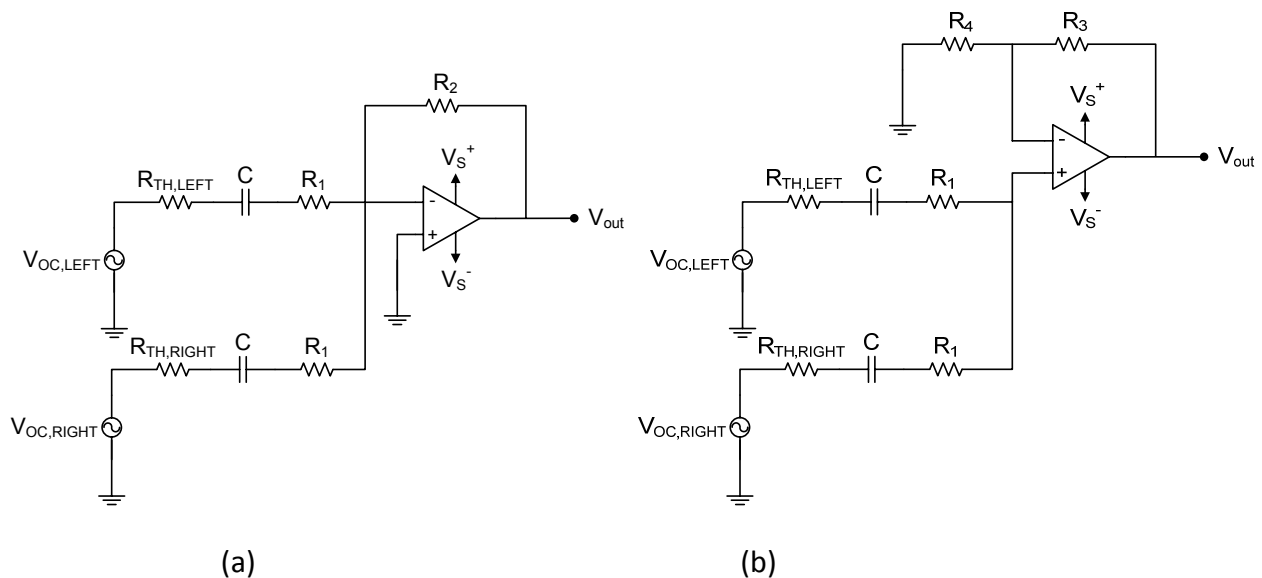 R2
VS+
VS-
Vout
RTH,LEFT C R1
VOC,LEFT
RTH,RIGHT C R1
VOC,RIGHT
(a)
R4 R3
VS+
VS-
Vout
RTH,LEFT C R1
VOC,LEFT
RTH,RIGHT C R1
VOC,RIGHT
(b)